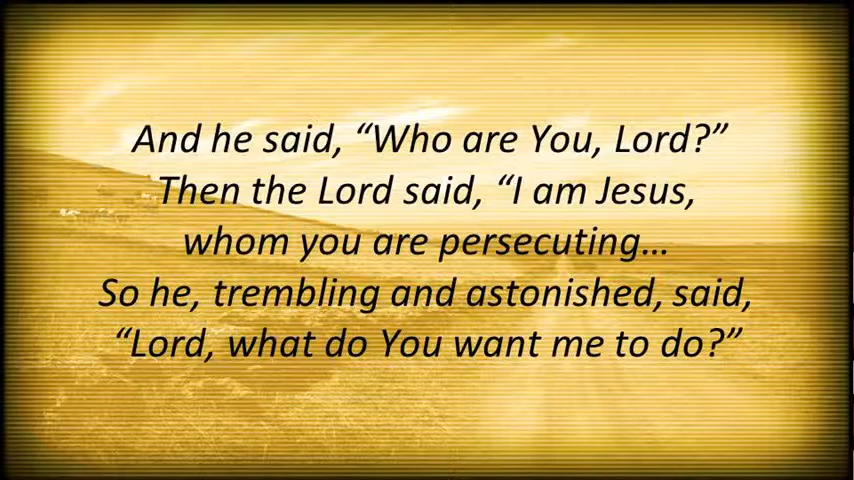 And he said, “Who are You, Lord?”
Then the Lord said, “I am Jesus,
whom you are persecuting…
So he, trembling and astonished, said,
“Lord, what do You want me to do?”